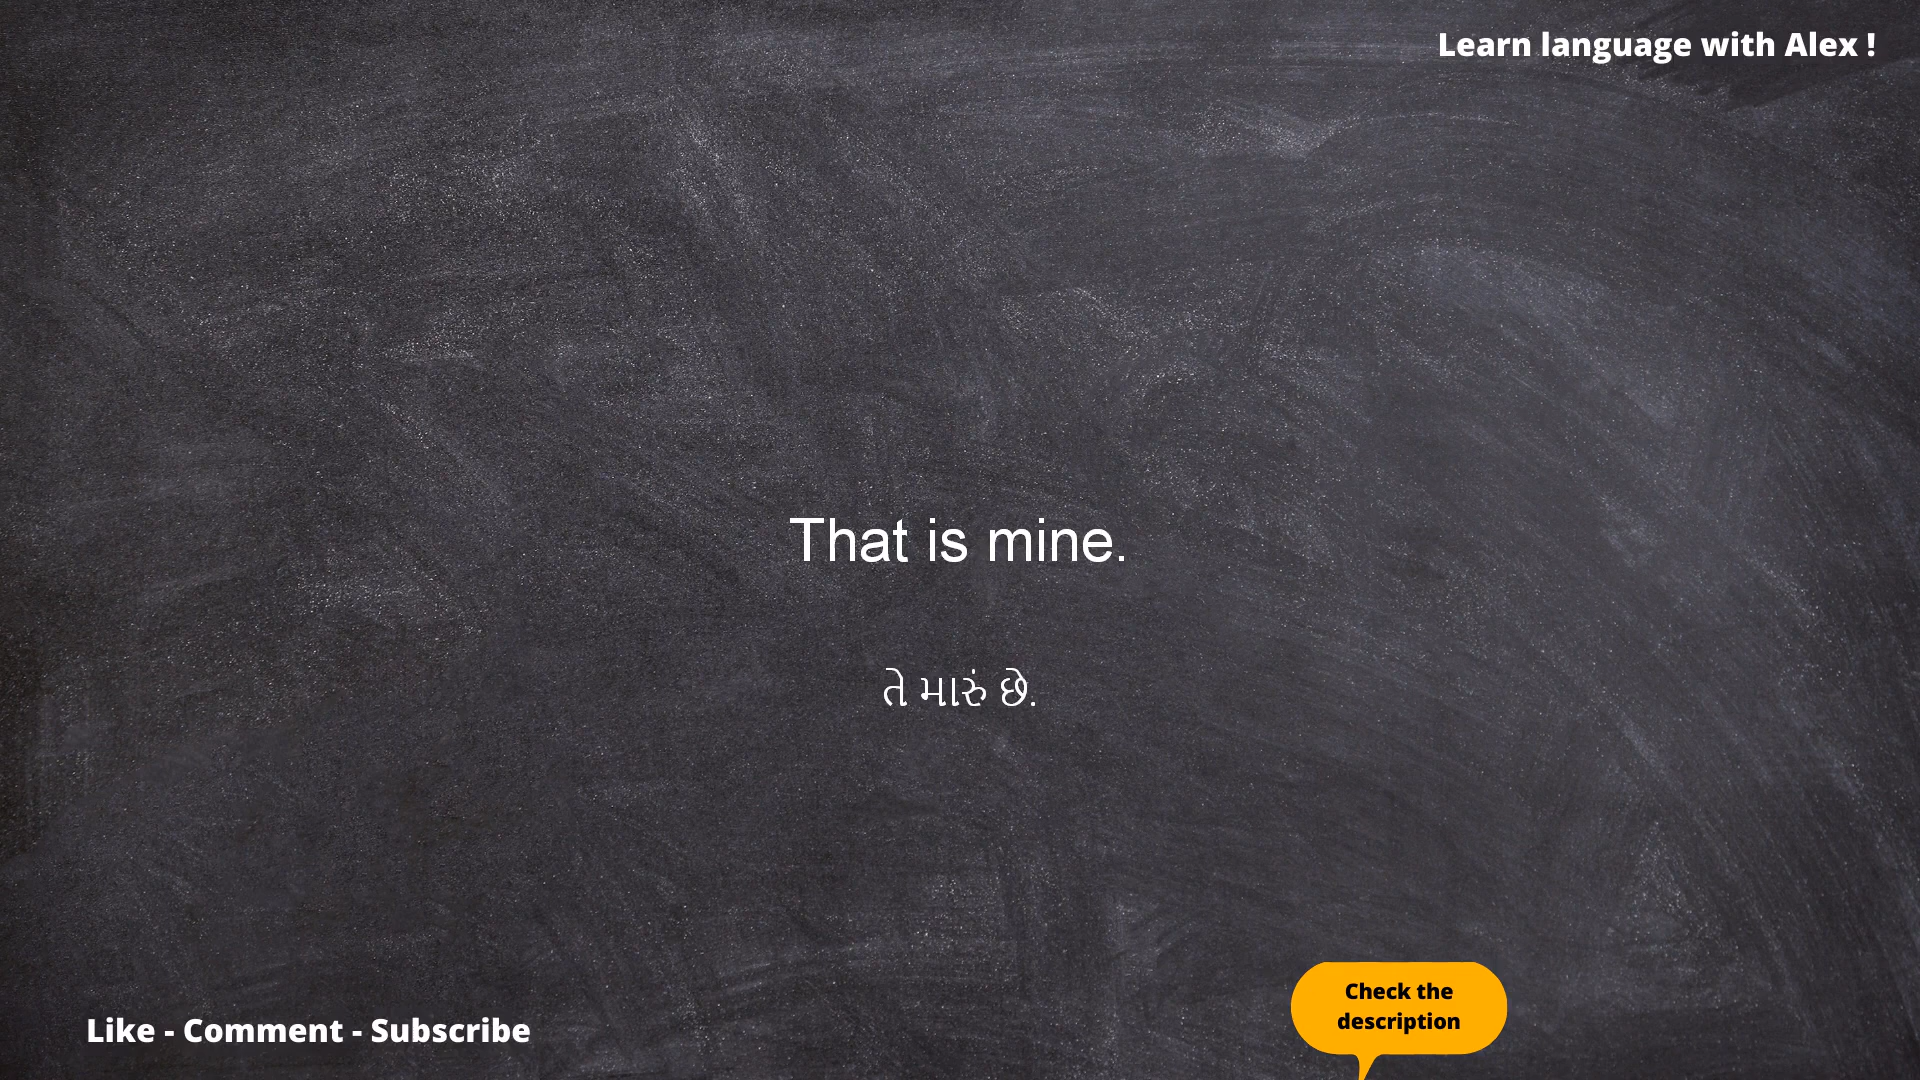 Learn language with Alex !
That is mine.
તે મારું છે.
Like - Comment - Subscribe
Check the
description